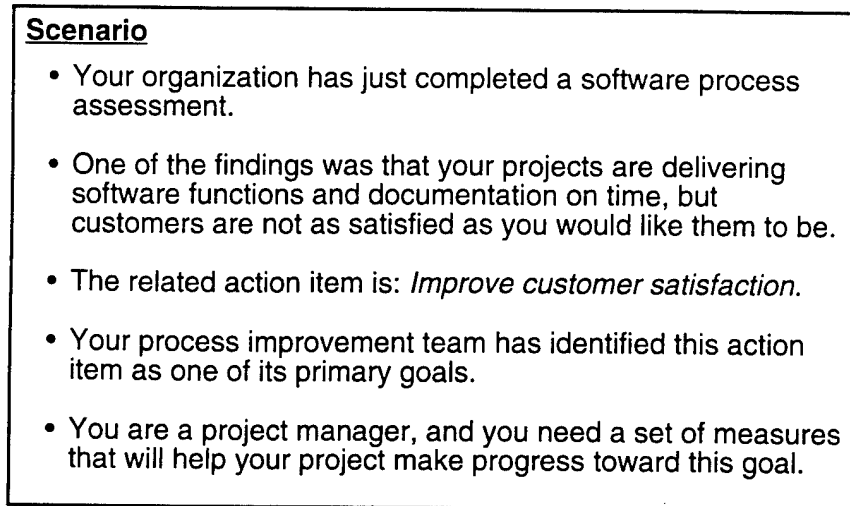 Scenario
• Your organization has just completed a software process
assessment.
• One of the findings was that your projects are delivering
software functions and documentation on time, but
customers are not as satisfied as you would like them to be.
• The related action item is: Improve customer satisfaction.
• Your process improvement team has identified this action
item as one of its primary goals.
• You are a project manager, and you need a set of measures
that will help your project make progress toward this goal.